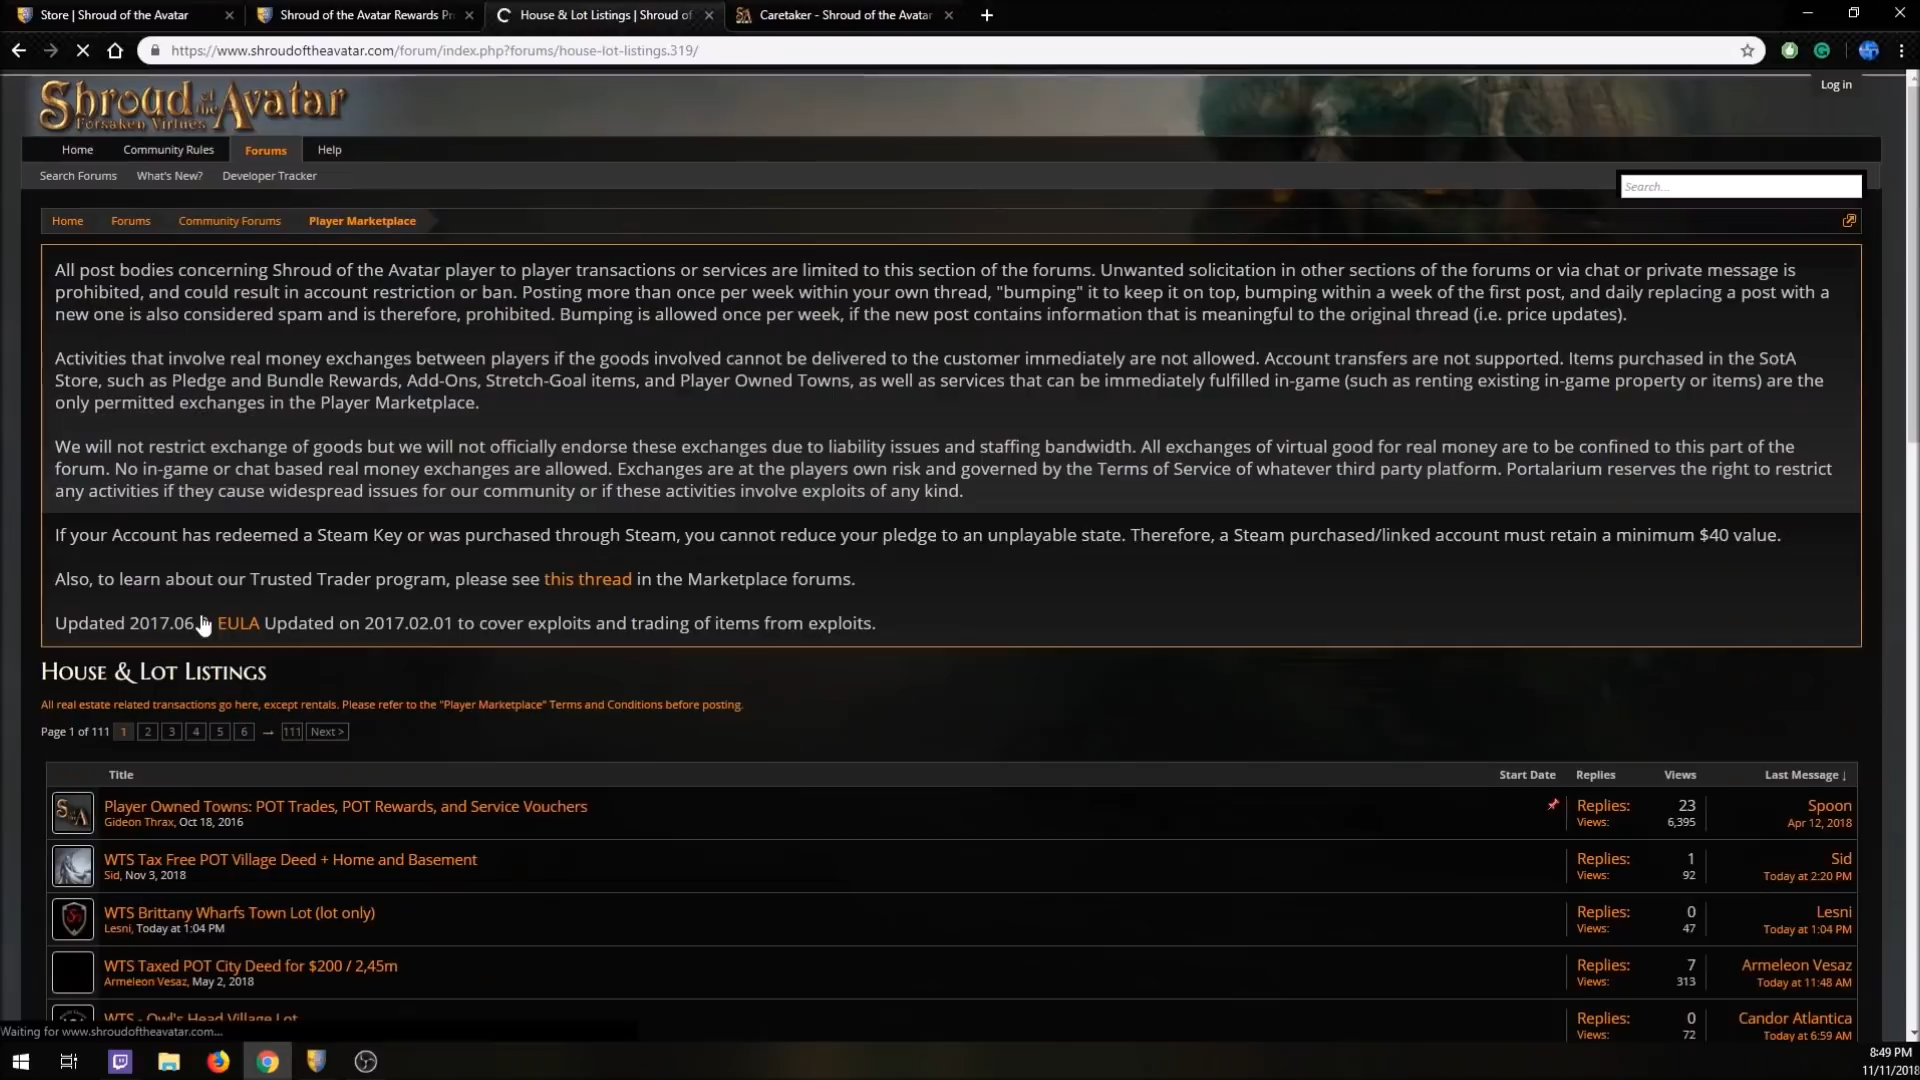 Store | Shroud of the Avatar
Shroud of the Avatar Rewards Pr
House & Lot Listings | Shroud of
Caretaker - Shroud of the Avatar
https://www.shroudoftheavatar.com/forum/index.php?forums/house-lot-listings.319/
Log in
Shroud of the Avatar
Forsaken Virtues
Home Community Rules Forums Help
Search Forums What's New? Developer Tracker
Search...
Home Forums Community Forums Player Marketplace
All post bodies concerning Shroud of the Avatar player to player transactions or services are limited to this section of the forums. Unwanted solicitation in other sections of the forums or via chat or private message is
prohibited, and could result in account restriction or ban. Posting more than once per week within your own thread, "bumping" it to keep it on top, bumping within a week of the first post, and daily replacing a post with a
new one is also considered spam and is therefore, prohibited. Bumping is allowed once per week, if the new post contains information that is meaningful to the original thread (i.e. price updates).
Activities that involve real money exchanges between players if the goods involved cannot be delivered to the customer immediately are not allowed. Account transfers are not supported. Items purchased in the SotA
Store, such as Pledge and Bundle Rewards, Add-Ons, Stretch-Goal items, and Player Owned Towns, as well as services that can be immediately fulfilled in-game (such as renting existing in-game property or items) are the
only permitted exchanges in the Player Marketplace.
We will not restrict exchange of goods but we will not officially endorse these exchanges due to liability issues and staffing bandwidth. All exchanges of virtual good for real money are to be confined to this part of the
forum. No in-game or chat based real money exchanges are allowed. Exchanges are at the players own risk and governed by the Terms of Service of whatever third party platform. Portalarium reserves the right to restrict
any activities if they cause widespread issues for our community or if these activities involve exploits of any kind.
If your Account has redeemed a Steam Key or was purchased through Steam, you cannot reduce your pledge to an unplayable state. Therefore, a Steam purchased/linked account must retain a minimum $40 value.
Also, to learn about our Trusted Trader program, please see this thread in the Marketplace forums.
Updated 2017.06. EULA Updated on 2017.02.01 to cover exploits and trading of items from exploits.
House & Lot Listings
All real estate related transactions go here, except rentals. Please refer to the "Player Marketplace" Terms and Conditions before posting.
Page 1 of 111 1 2 3 4 5 6 → 111 Next >
Title Start Date Replies Views Last Message ↓
Player Owned Towns: POT Trades, POT Rewards, and Service Vouchers Replies: 23 Spoon
Gideon Thrax, Oct 18, 2016 Views: 6,395 Apr 12, 2018
WTS Tax Free POT Village Deed + Home and Basement Replies: 1 Sid
Sid, Nov 3, 2018 Views: 92 Today at 2:20 PM
WTS Brittany Wharfs Town Lot (lot only) Replies: 0 Lesni
Lesni, Today at 1:04 PM Views: 47 Today at 1:04 PM
WTS Taxed POT City Deed for $200 / 2,45m Replies: 7 Armeleon Vesaz
Armeleon Vesaz, May 2, 2018 Views: 313 Today at 11:48 AM
WTS - Owl's Head Village Lot Replies: 0 Candor Atlantica
Views: 72 Today at 6:59 AM
Waiting for www.shroudoftheavatar.com...
8:49 PM
11/11/2018